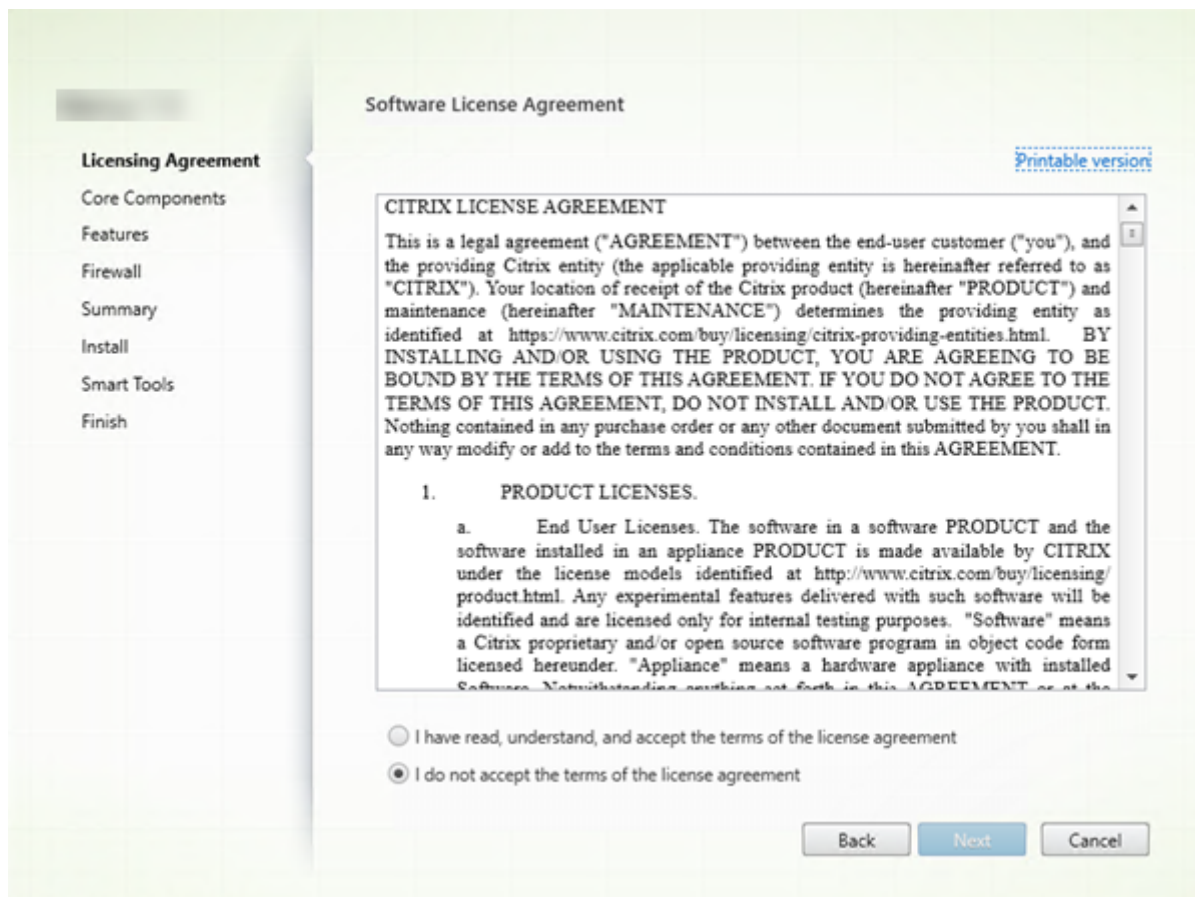 Software License Agreement
Licensing Agreement
Core Components
Features
Firewall
Summary
Install
Smart Tools
Finish
Printable version
CITRIX LICENSE AGREEMENT
This is a legal agreement ("AGREEMENT") between the end-user customer ("you"), and
the providing Citrix entity (the applicable providing entity is hereinafter referred to as
"CITRIX"). Your location of receipt of the Citrix product (hereinafter "PRODUCT") and
maintenance (hereinafter "MAINTENANCE") determines the providing entity as
identified at https://www.citrix.com/buy/licensing/citrix-providing-entities.html. BY
INSTALLING AND/OR USING THE PRODUCT, YOU ARE AGREEING TO BE
BOUND BY THE TERMS OF THIS AGREEMENT. IF YOU DO NOT AGREE TO THE
TERMS OF THIS AGREEMENT, DO NOT INSTALL AND/OR USE THE PRODUCT.
Nothing contained in any purchase order or any other document submitted by you shall in
any way modify or add to the terms and conditions contained in this AGREEMENT.
1. PRODUCT LICENSES.
a. End User Licenses. The software in a software PRODUCT and the
software installed in an appliance PRODUCT is made available by CITRIX
under the license models identified at http://www.citrix.com/buy/licensing/
product.html. Any experimental features delivered with such software will be
identified and are licensed only for internal testing purposes. "Software" means
a Citrix proprietary and/or open source software program in object code form
licensed hereunder. "Appliance" means a hardware appliance with installed
Software. Notwithstanding anything set forth in this AGREEMENT or at the
I have read, understand, and accept the terms of the license agreement
I do not accept the terms of the license agreement
Back
Next
Cancel